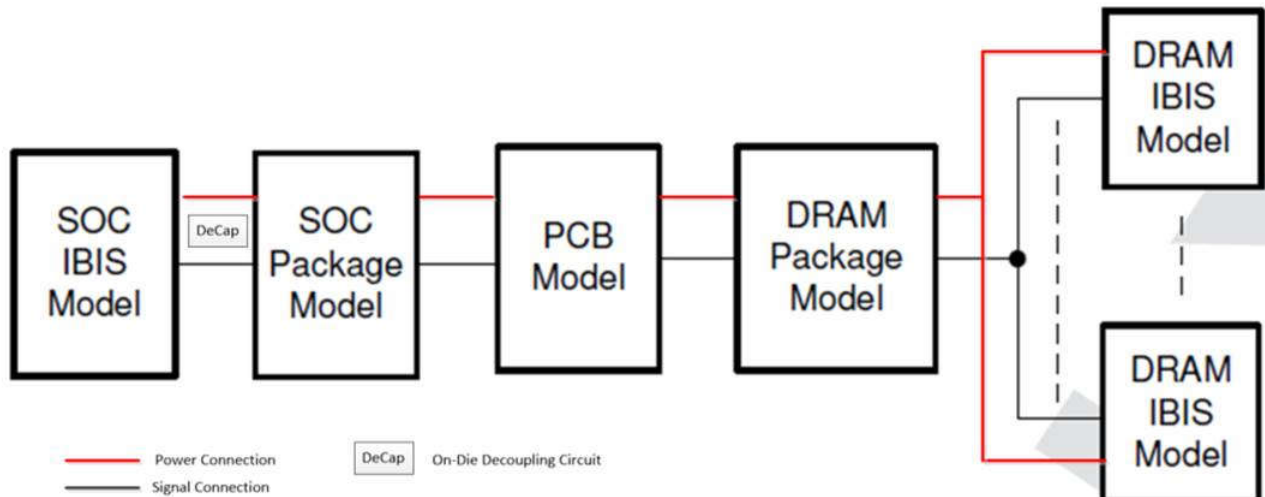 SOC
IBIS
Model
DeCap
SOC
Package
Model
PCB
Model
DRAM
Package
Model
DRAM
IBIS
Model
DRAM
IBIS
Model
Power Connection
DeCap On-Die Decoupling Circuit
Signal Connection